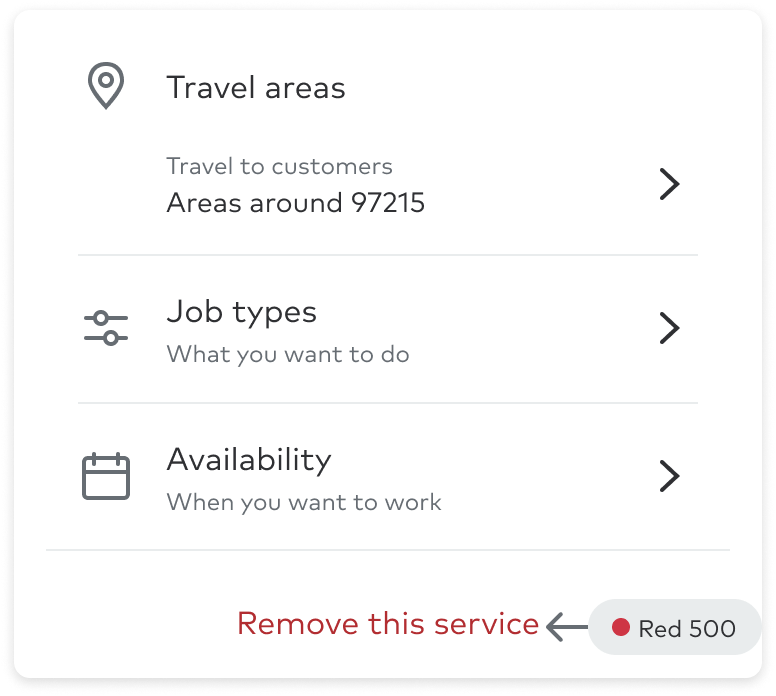 Travel areas
Travel to customers
Areas around 97215
Job types
What you want to do
Availability
When you want to work
Remove this service
Red 500